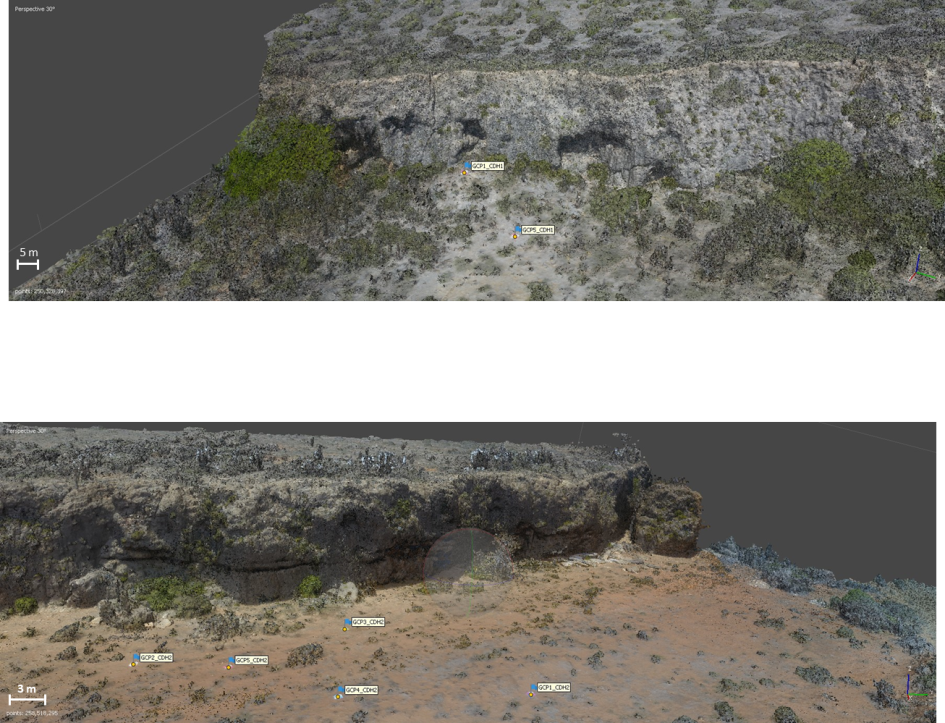 Perspective 30°
GCP1_CDH1
GCP5_CDH1
5 m
Perspective 30°
GCP3_CDH2
GCP2_CDH2
GCP5_CDH2
GCP4_CDH2
GCP1_CDH2
3 m